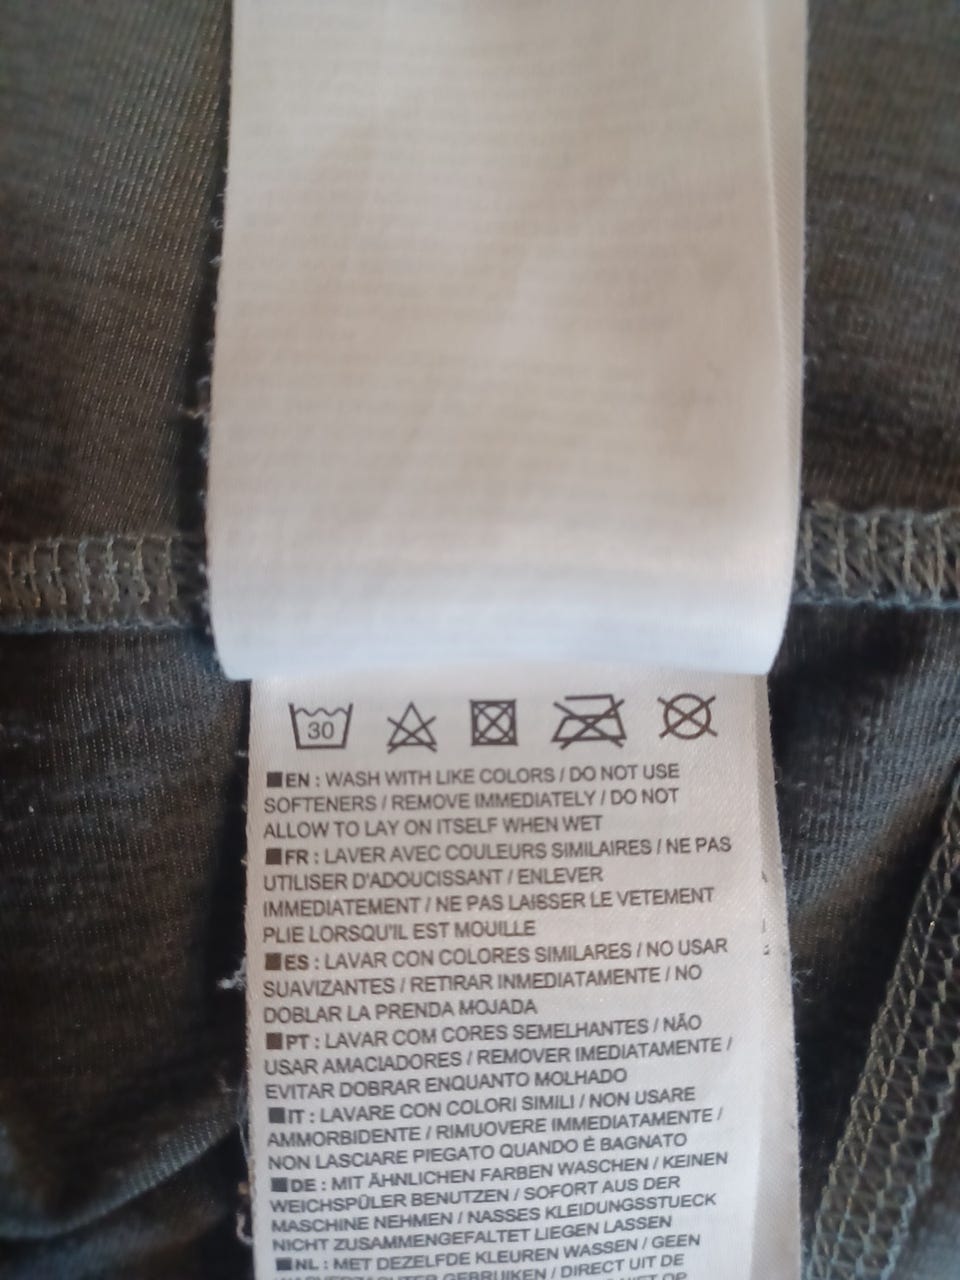 30
EN : WASH WITH LIKE COLORS / DO NOT USE
SOFTENERS / REMOVE IMMEDIATELY / DO NOT
ALLOW TO LAY ON ITSELF WHEN WET
FR : LAVER AVEC COULEURS SIMILAIRES / NE PAS
UTILISER D'ADOUCISSANT / ENLEVER
IMMEDIATEMENT / NE PAS LAISSER LE VETEMENT
PLIE LORSQU'IL EST MOUILLE
ES : LAVAR CON COLORES SIMILARES / NO USAR
SUAVIZANTES / RETIRAR INMEDIATAMENTE / NO
DOBLAR LA PRENDA MOJADA
PT : LAVAR COM CORES SEMELHANTES / NÃO
USAR AMACIADORES / REMOVER IMEDIATAMENTE /
EVITAR DOBRAR ENQUANTO MOLHADO
IT : LAVARE CON COLORI SIMILI / NON USARE
AMMORBIDENTE / RIMUOVERE IMMEDIATAMENTE /
NON LASCIARE PIEGATO QUANDO È BAGNATO
DE : MIT ÄHNLICHEN FARBEN WASCHEN / KEINEN
WEICHSPÜLER BENUTZEN / SOFORT AUS DER
MASCHINE NEHMEN / NASSES KLEIDUNGSSTUECK
NICHT ZUSAMMENGEFALTET LIEGEN LASSEN
NL : MET DEZELFDE KLEUREN WASSEN / GEEN
WASVERZACHTER GEBRUIKEN / DIRECT UIT DE